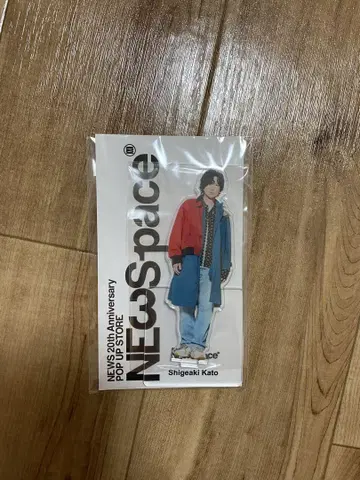 NEWS 20th Anniversary
POP UP STORE
NEWSpace
Shigeaki Kato